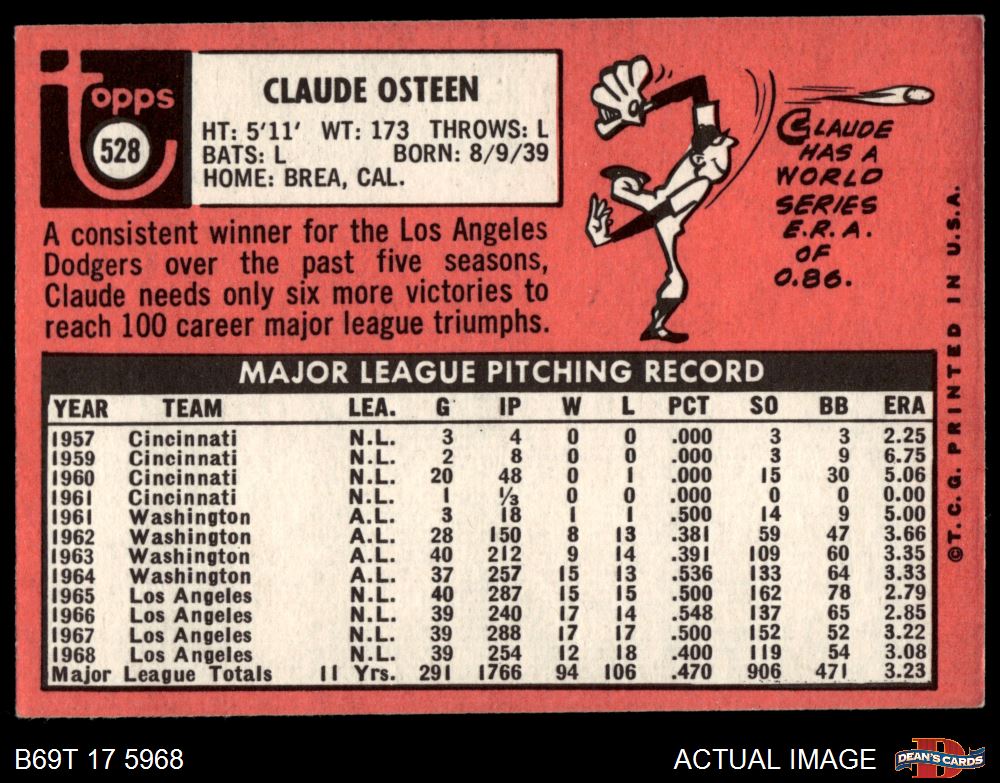 topps
528
CLAUDE OSTEEN
HT: 5'11' WT: 173 THROWS: L
BATS: L BORN: 8/9/39
HOME: BREA, CAL.
CLAUDE
HAS A
WORLD
SERIES
E.R.A.
OF
0.86.
A consistent winner for the Los Angeles
Dodgers over the past five seasons,
Claude needs only six more victories to
reach 100 career major league triumphs.
MAJOR LEAGUE PITCHING RECORD
YEAR TEAM LEA. G IP W L PCT SO BB ERA
1957 Cincinnati N.L. 3 4 0 0 .000 3 3 2.25
1959 Cincinnati N.L. 2 8 0 0 .000 3 9 6.75
1960 Cincinnati N.L. 20 48 0 1 .000 15 30 5.06
1961 Cincinnati N.L. 1 ⅓ 0 0 .000 0 0 0.00
1961 Washington A.L. 3 18 1 1 .500 14 9 5.00
1962 Washington A.L. 28 150 8 13 .381 59 47 3.66
1963 Washington A.L. 40 212 9 14 .391 109 60 3.35
1964 Washington A.L. 37 257 15 13 .536 133 64 3.33
1965 Los Angeles N.L. 40 287 15 15 .500 162 78 2.79
1966 Los Angeles N.L. 39 240 17 14 .548 137 65 2.85
1967 Los Angeles N.L. 39 288 17 17 .500 152 52 3.22
1968 Los Angeles N.L. 39 254 12 18 .400 119 54 3.08
Major League Totals 11 Yrs. 291 1766 94 106 .470 906 471 3.23
©T.C.G. PRINTED IN U.S.A.
B69T 17 5968
ACTUAL IMAGE
D
DEAN'S CARDS